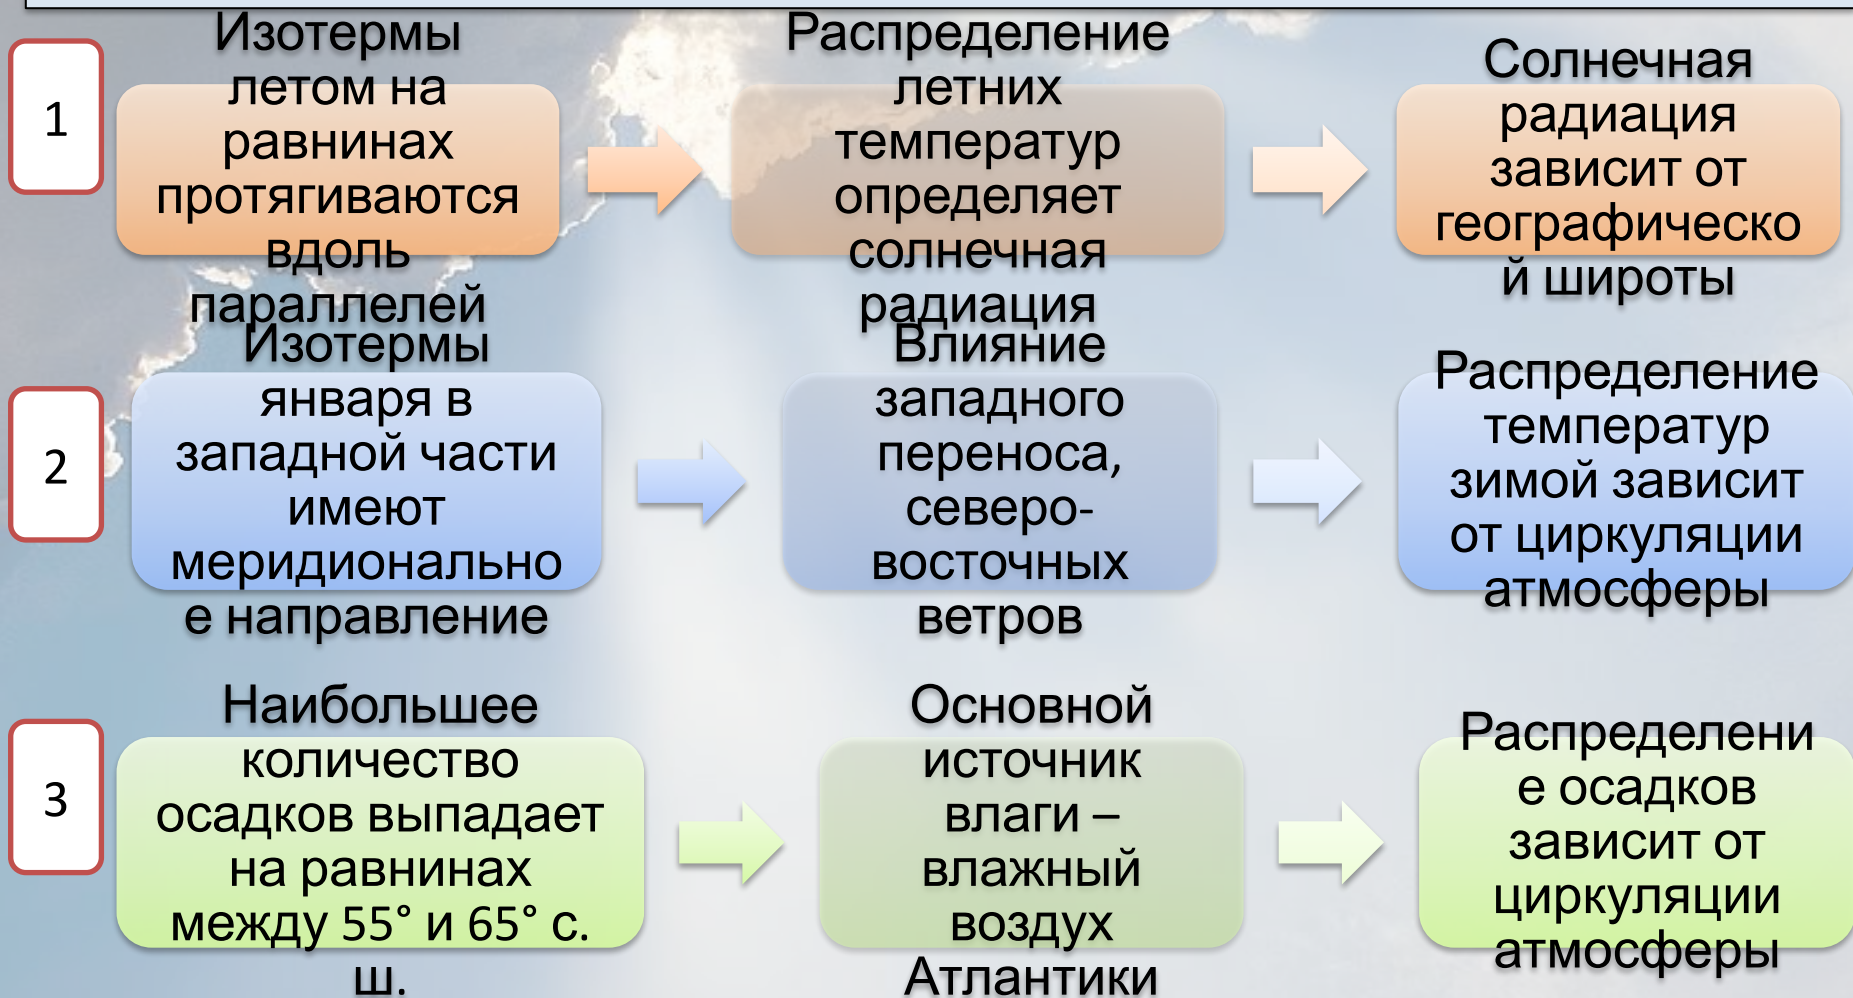 1
Изотермы
летом на
равнинах
протягиваются
вдоль
параллелей
Распределение
летних
температур
определяет
солнечная
радиация
Солнечная
радиация
зависит от
географическо
й широты
2
Изотермы
января в
западной части
имеют
меридионально
е направление
Влияние
западного
переноса,
северо-
восточных
ветров
Распределение
температур
зимой зависит
от циркуляции
атмосферы
3
Наибольшее
количество
осадков выпадает
на равнинах
между 55° и 65° с.
ш.
Основной
источник
влаги –
влажный
воздух
Атлантики
Распределени
е осадков
зависит от
циркуляции
атмосферы